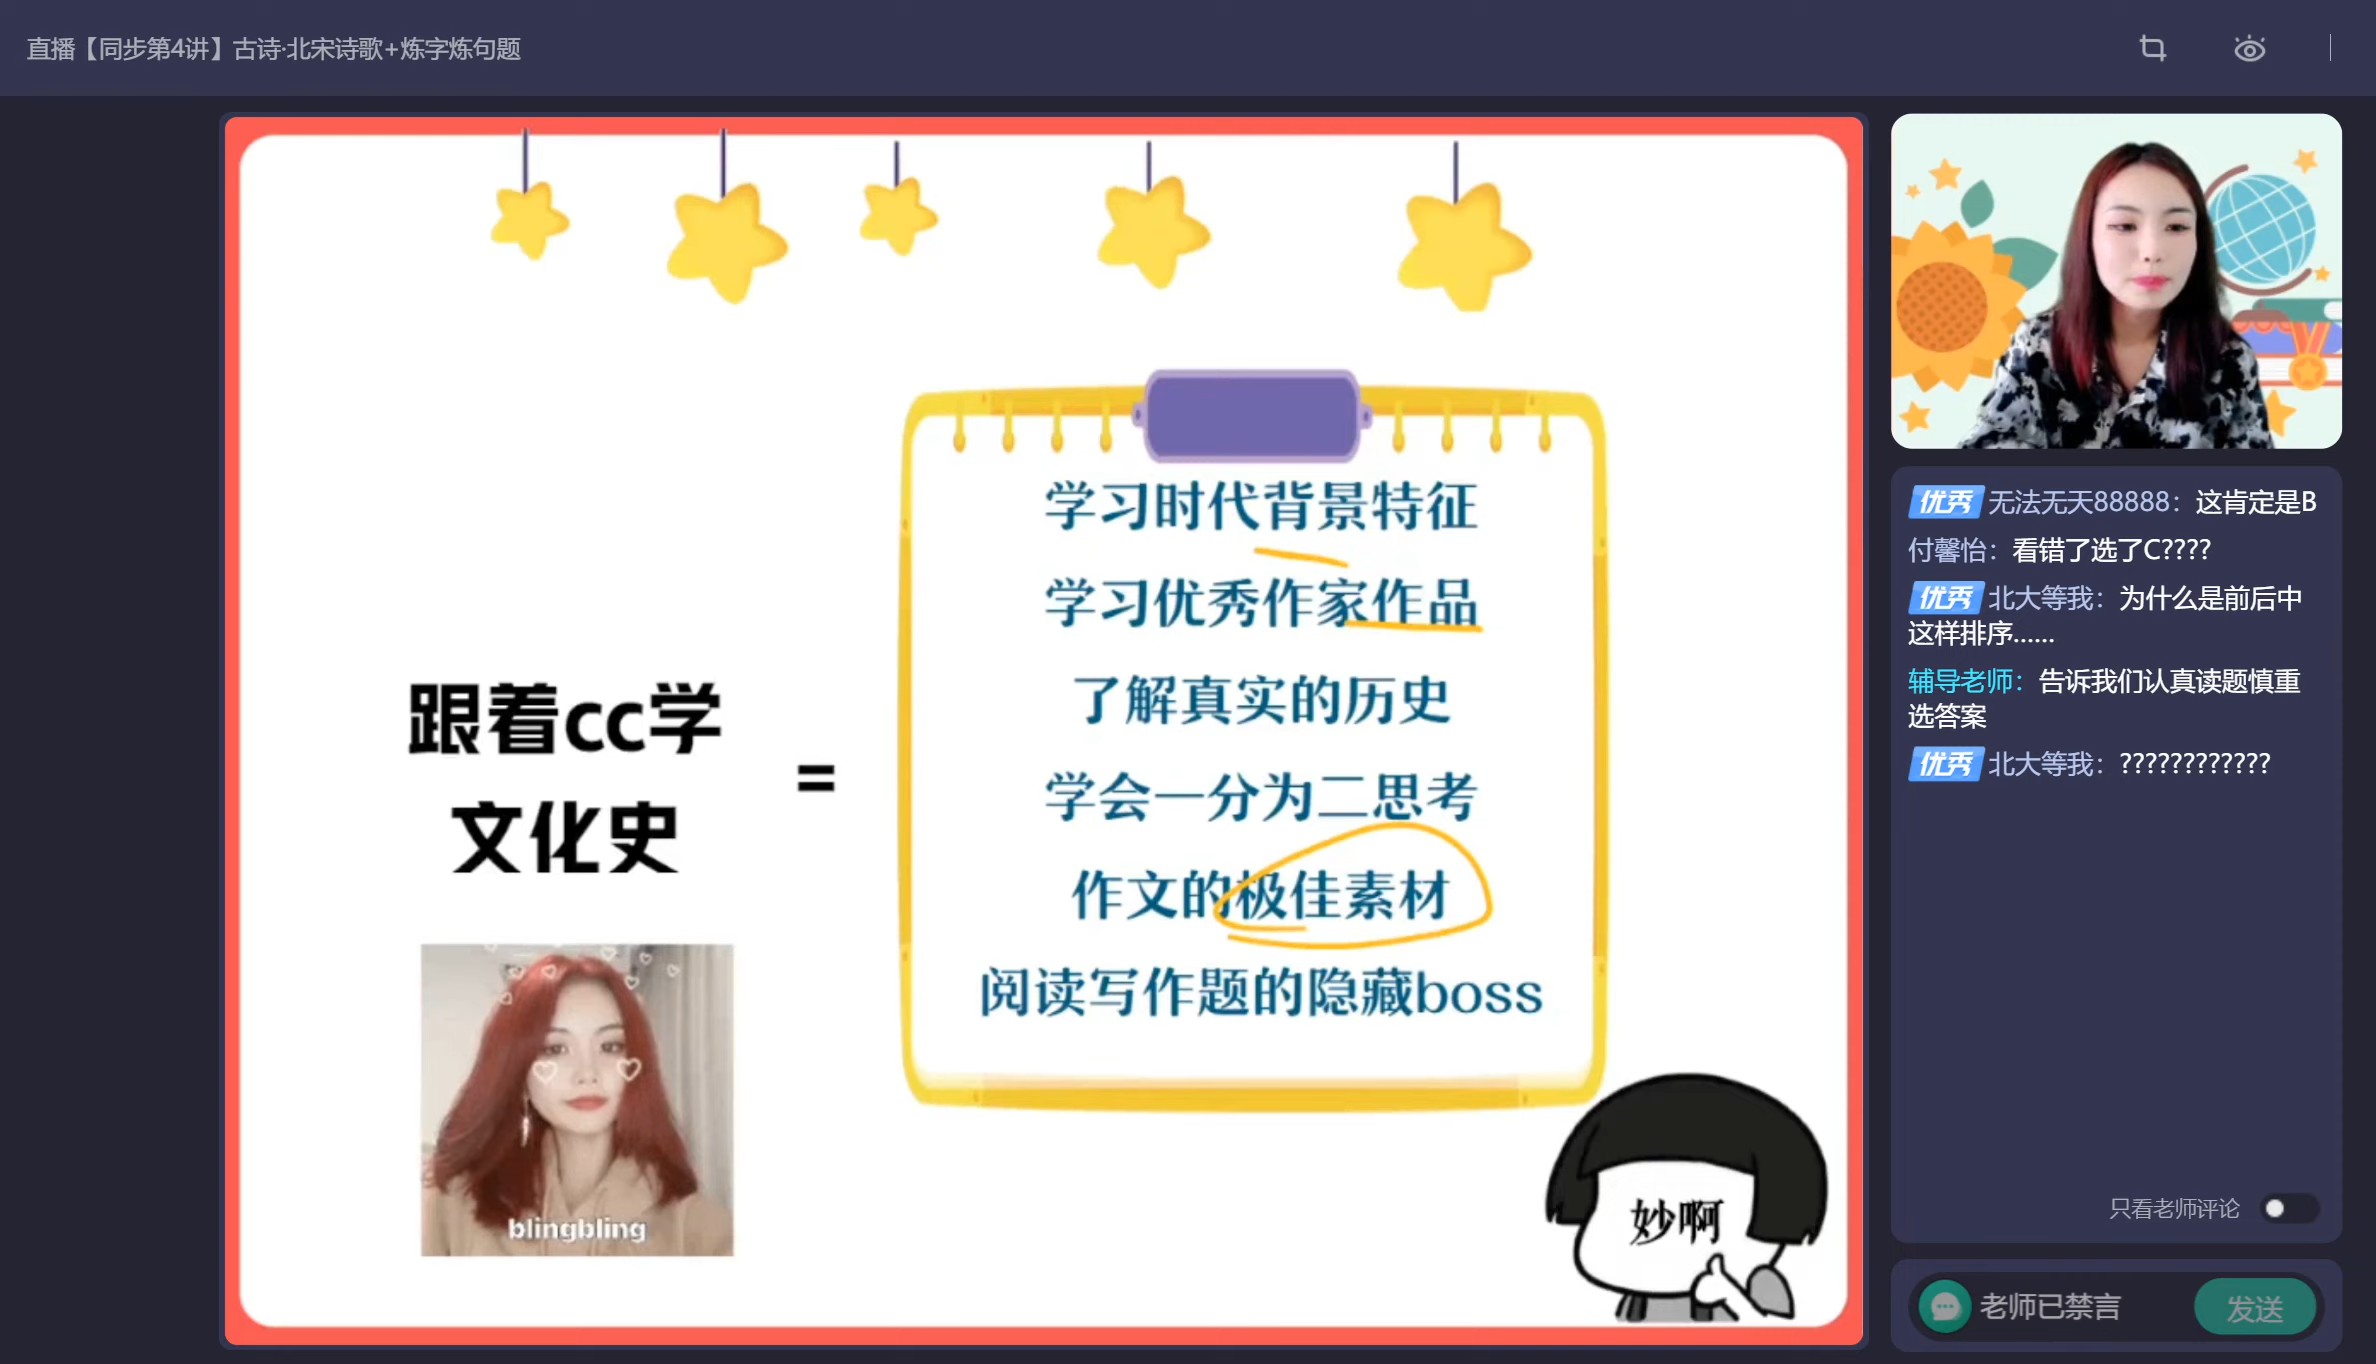 直播【同步第4讲】古诗·北宋诗歌+炼字炼句题
跟着cc学
文化史
=
学习时代背景特征
学习优秀作家作品
了解真实的历史
学会一分为二思考
作文的极佳素材
阅读写作题的隐藏boss
blingbling
妙啊
优秀 无法无天88888：这肯定是B
付馨怡：看错了选了C????
优秀 北大等我：为什么是前后中
这样排序......
辅导老师：告诉我们认真读题慎重
选答案
优秀 北大等我：????????????
只看老师评论
老师已禁言
发送